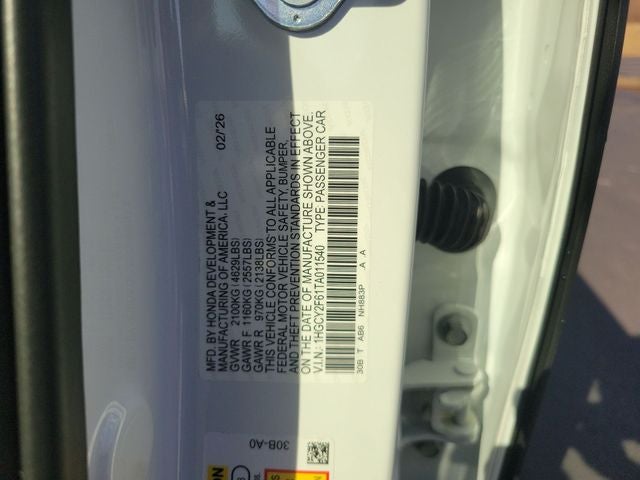 MFD. BY HONDA DEVELOPMENT &
MANUFACTURING OF AMERICA, LLC 02/'26
GVWR 2100KG(4629LBS)
GAWR F 1160KG(2557LBS)
GAWR R 970KG(2138LBS)
THIS VEHICLE CONFORMS TO ALL APPLICABLE
FEDERAL MOTOR VEHICLE SAFETY, BUMPER,
AND THEFT PREVENTION STANDARDS IN EFFECT
ON THE DATE OF MANUFACTURE SHOWN ABOVE.
V.I.N.: 1HGCY2F61TA011540 TYPE: PASSENGER CAR
30B T AB6 NH883P A A
30B-A0